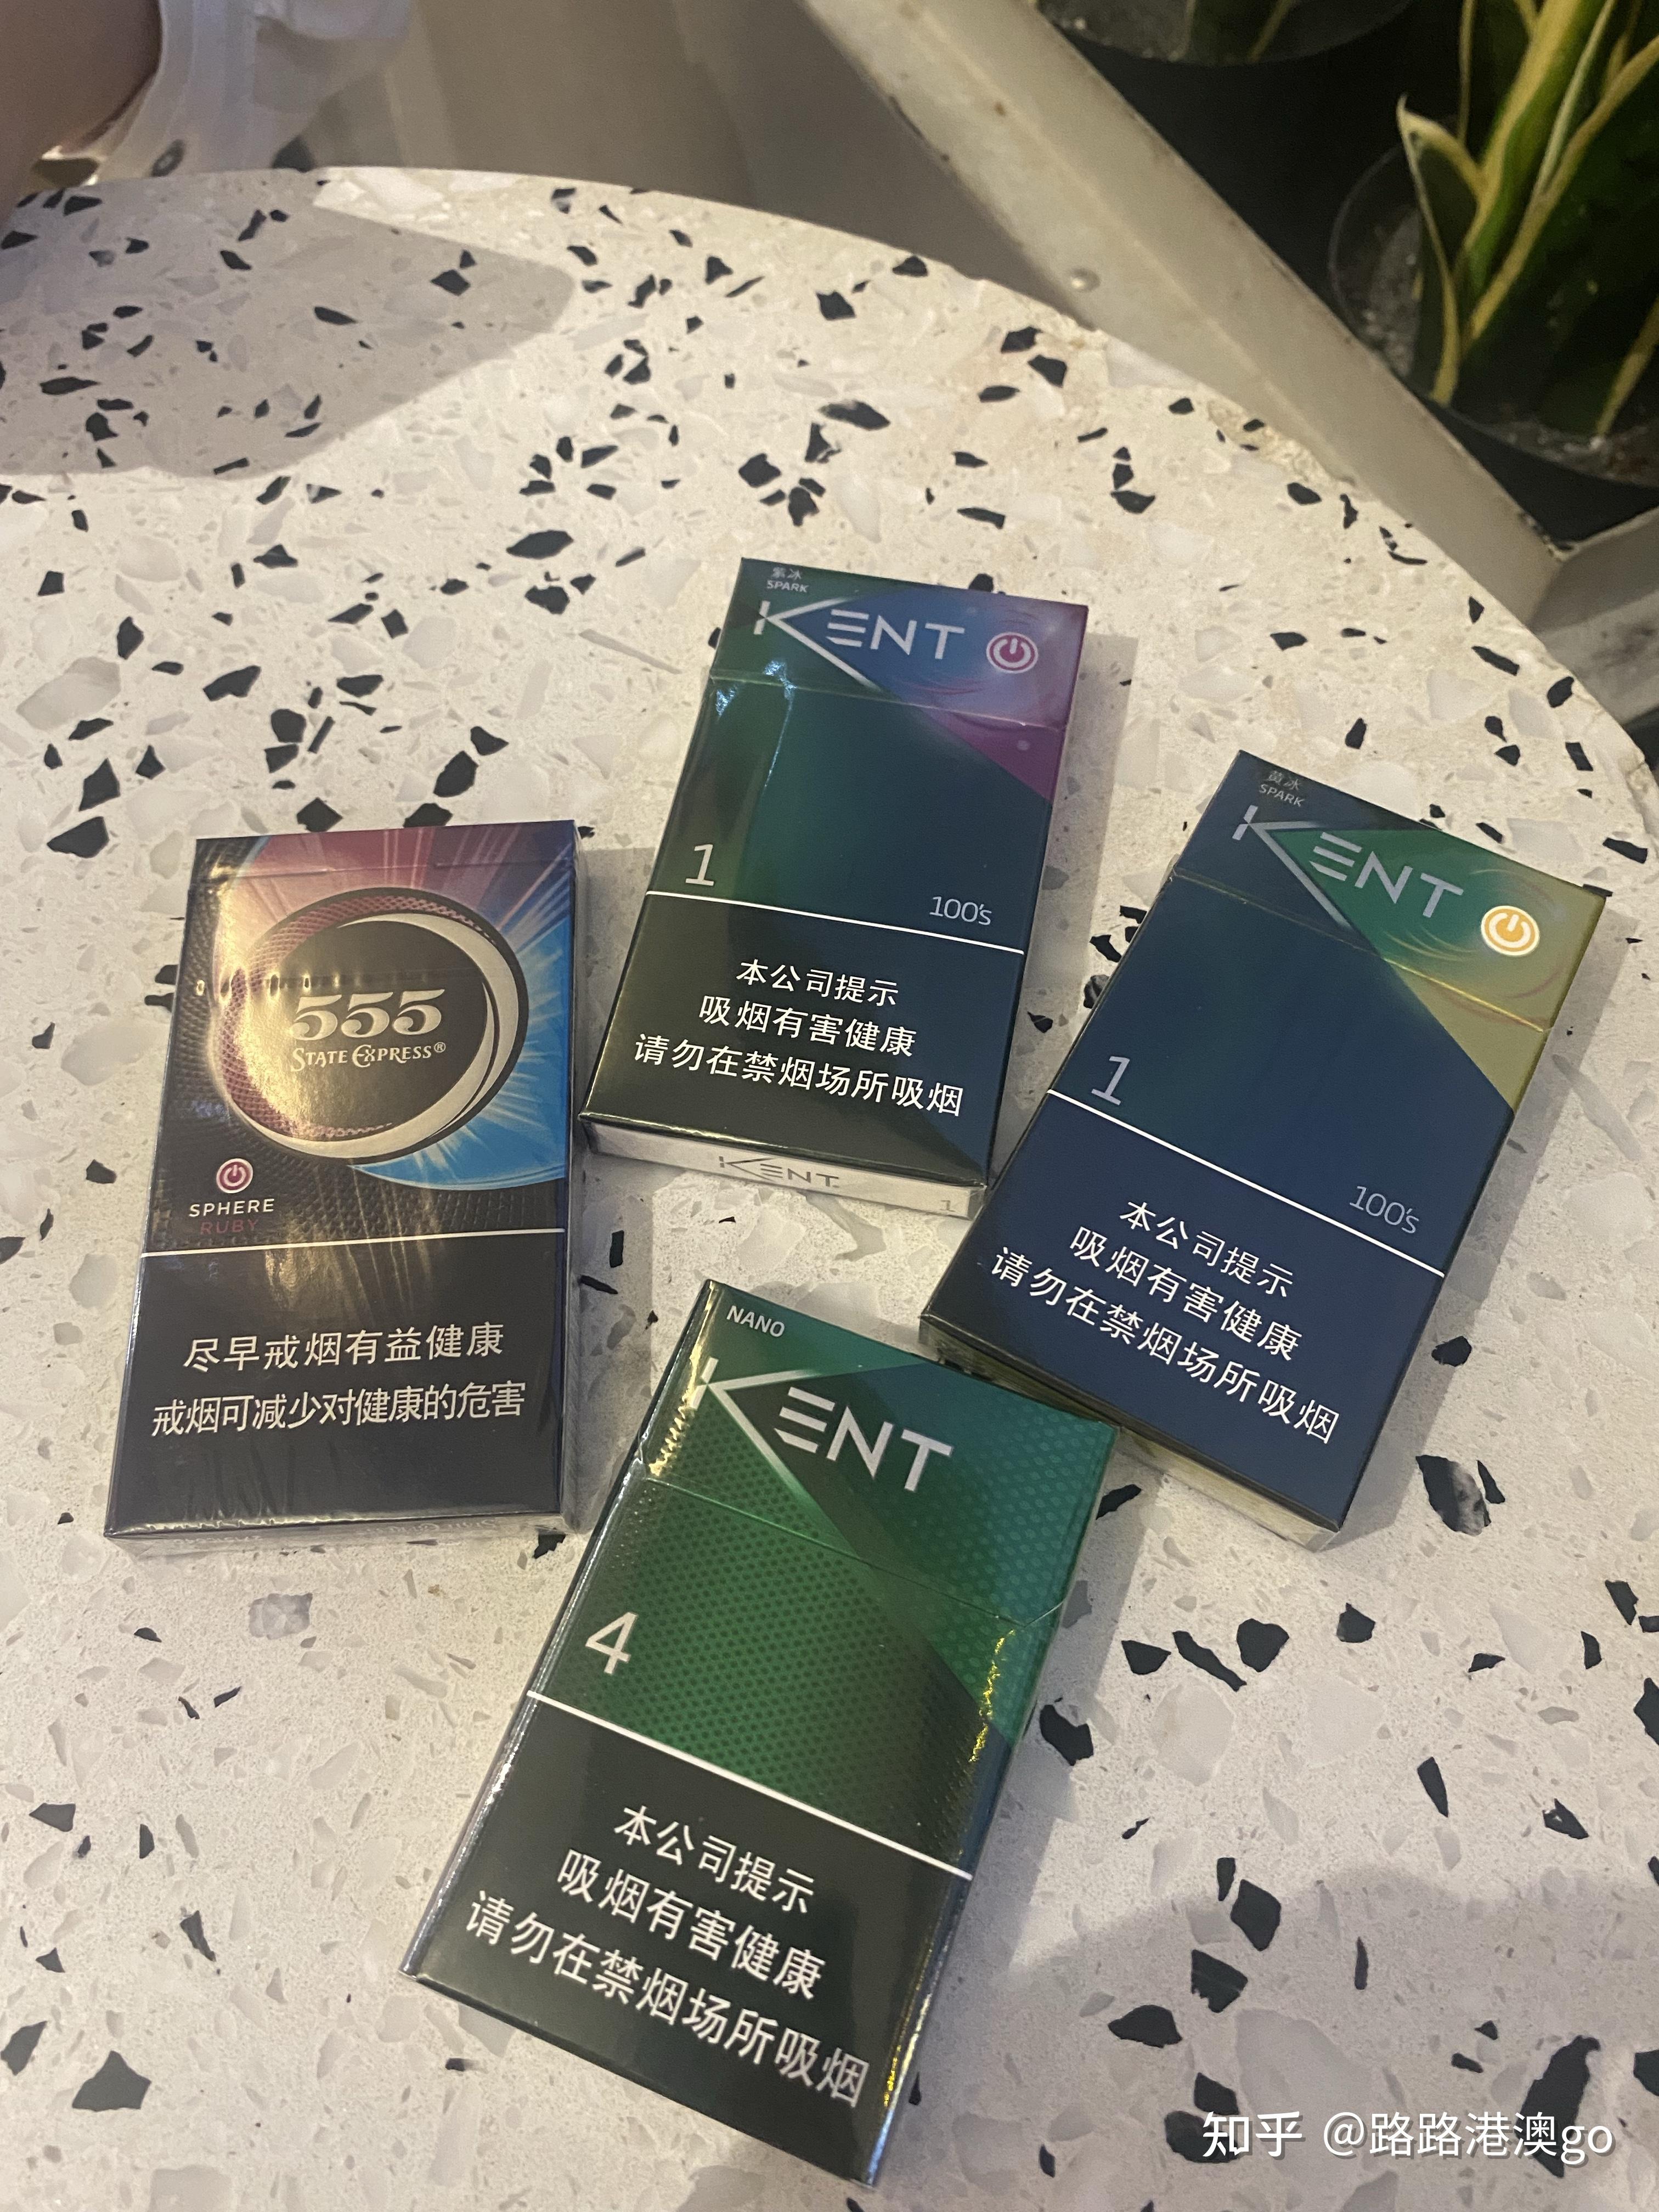 紫冰
SPARK
KENT
1
100's
本公司提示
吸烟有害健康
请勿在禁烟场所吸烟
KENT
1
黄冰
SPARK
KENT
1
100's
本公司提示
吸烟有害健康
请勿在禁烟场所吸烟
555
STATE EXPRESS®
SPHERE
RUBY
尽早戒烟有益健康
戒烟可减少对健康的危害
NANO
KENT
4
本公司提示
吸烟有害健康
请勿在禁烟场所吸烟
知乎 @路路港澳go